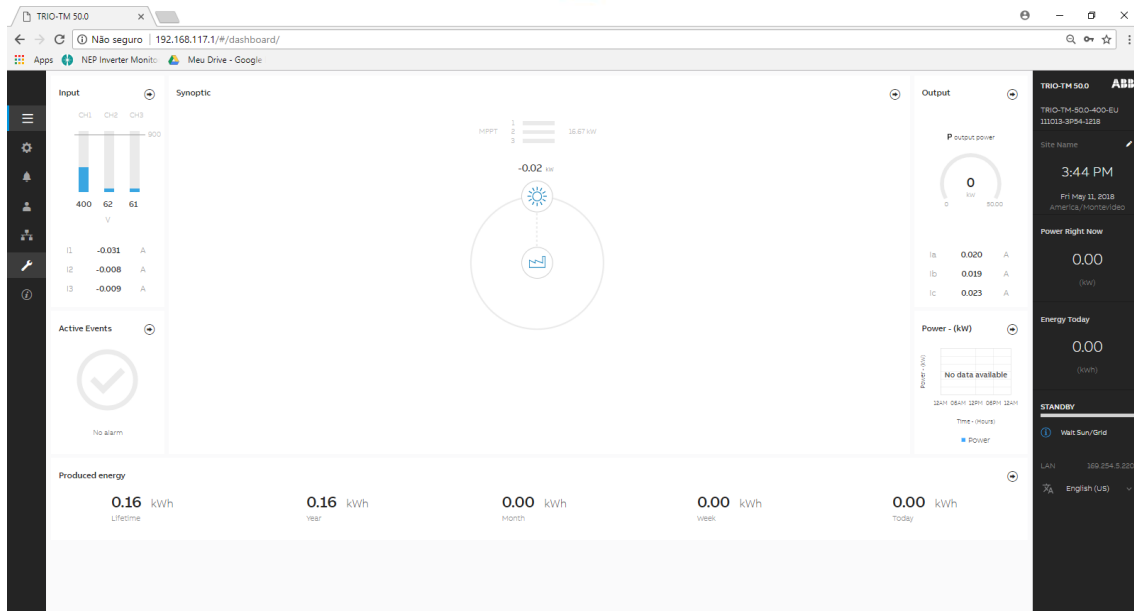 TRIO-TM 50.0
Não seguro | 192.168.117.1/#/dashboard/
Apps NEP Inverter Monito Meu Drive - Google
Input
CH1 CH2 CH3
900
400 62 61
V
I1 -0.031 A
I2 -0.008 A
I3 -0.009 A
Active Events
No alarm
Synoptic
MPPT 1 2 3 16.67 kW
-0.02 kW
Output
P output power
0
kW
0 50.00
Ia 0.020 A
Ib 0.019 A
Ic 0.023 A
Power - (kW)
Power - (kW)
No data available
12AM 06AM 12PM 06PM 12AM
Time - (Hours)
Power
Produced energy
0.16 kWh
Lifetime
0.16 kWh
Year
0.00 kWh
Month
0.00 kWh
Week
0.00 kWh
Today
TRIO-TM 50.0 ABB
TRIO-TM-50.0-400-EU
111013-3P54-1218
Site Name
3:44 PM
Fri May 11, 2018
America/Montevideo
Power Right Now
0.00
(kW)
Energy Today
0.00
(kWh)
STANDBY
Wait Sun/Grid
LAN 169.254.5.220
English (US)